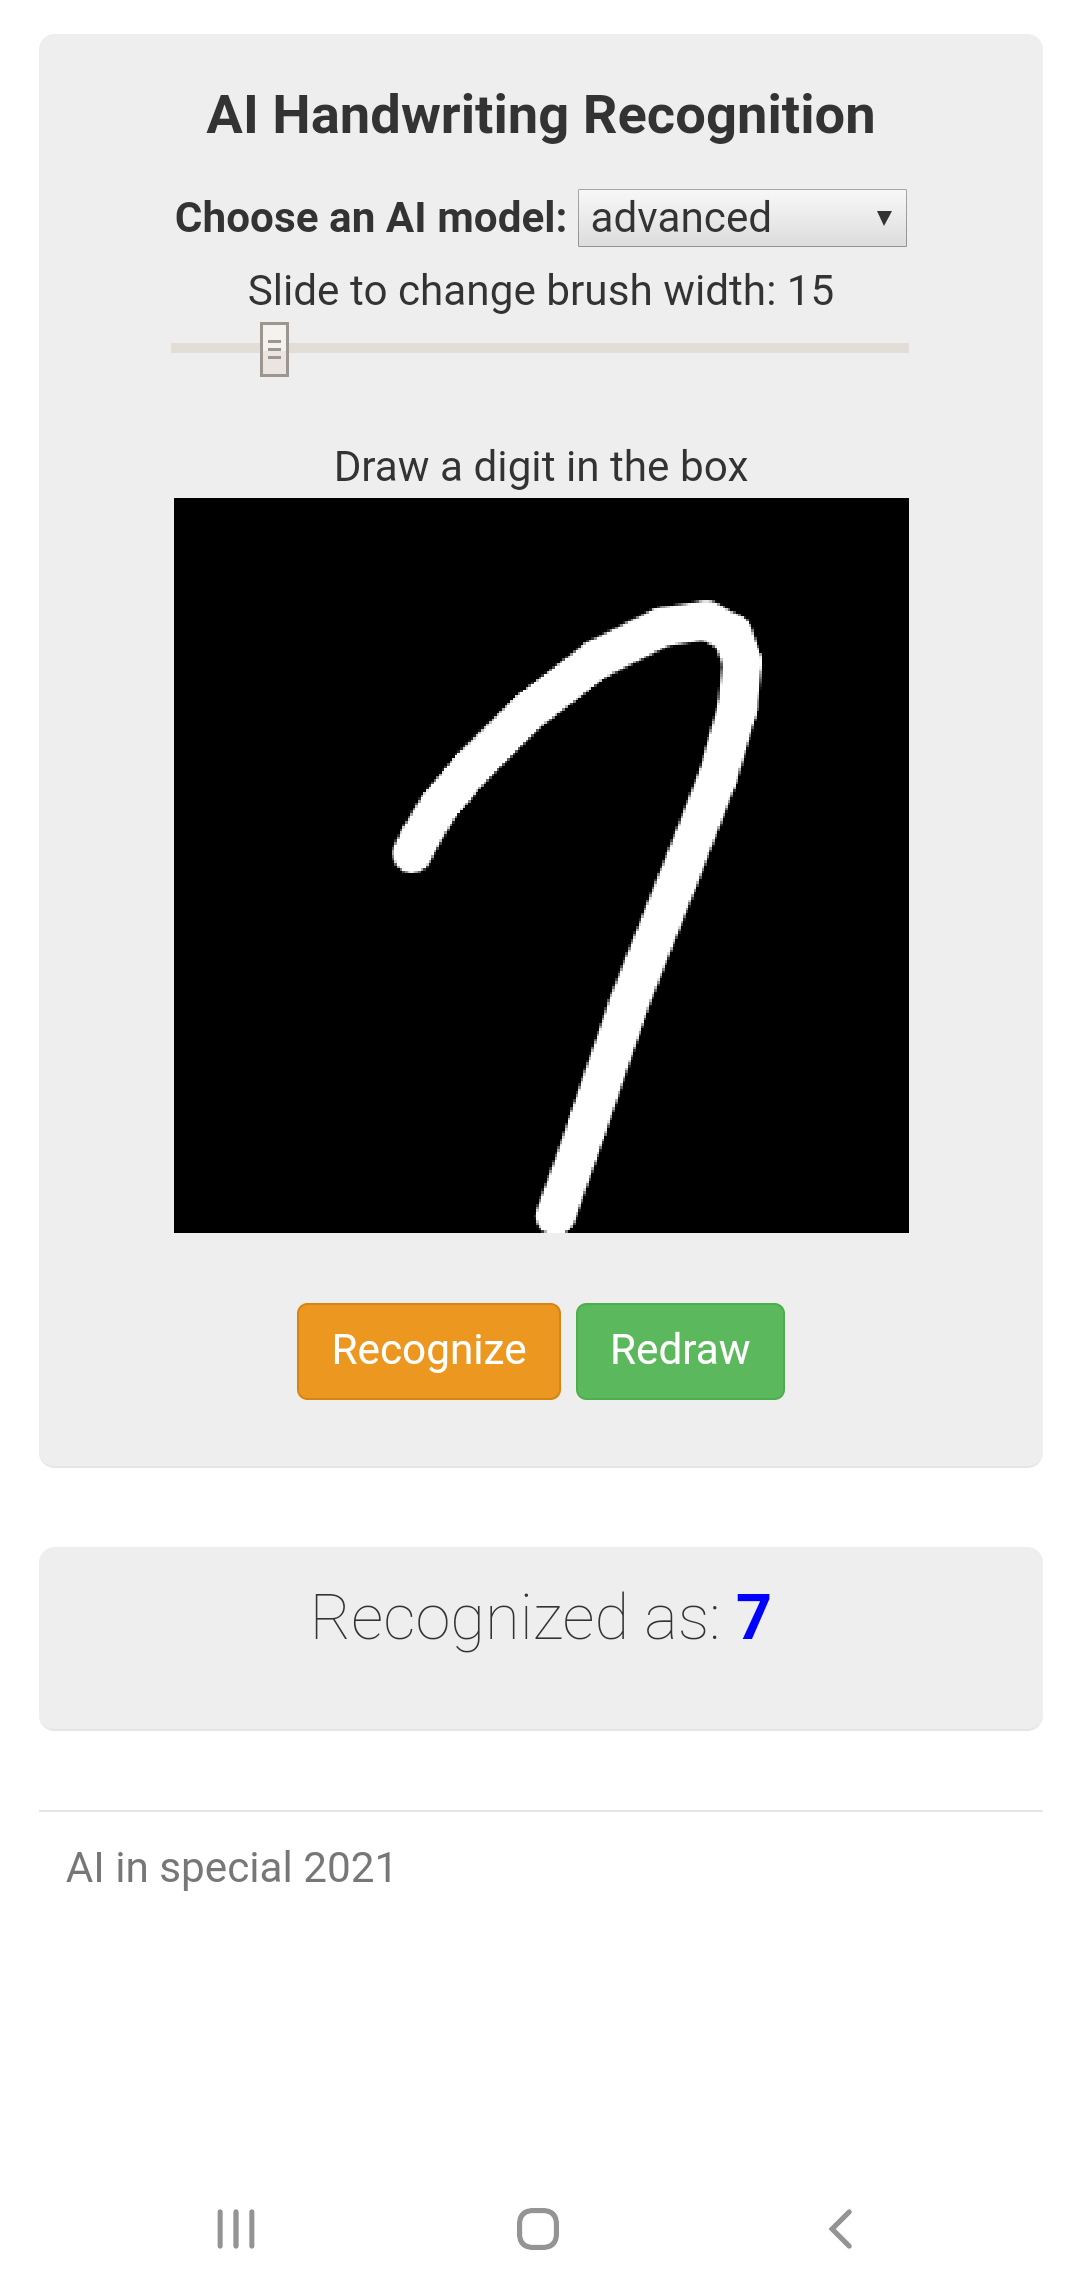 AI Handwriting Recognition
Choose an AI model: advanced
Slide to change brush width: 15
Draw a digit in the box
7
Recognize Redraw
Recognized as: 7
AI in special 2021